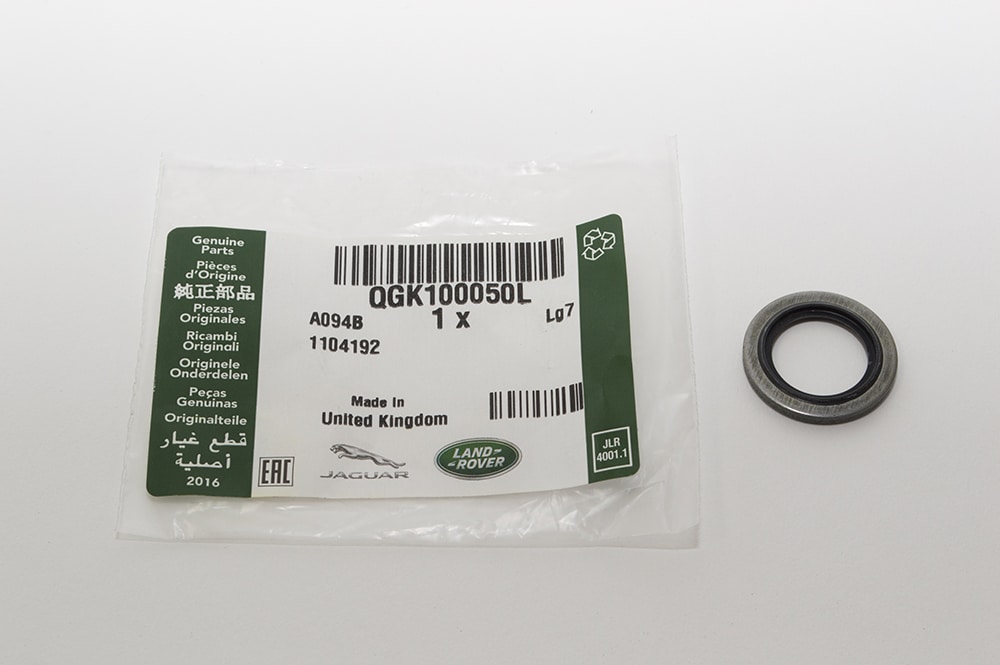 Genuine
Parts
Pièces
d'Origine
純正部品
Piezas
Originales
Ricambi
Originali
Originele
Onderdelen
Peças
Genuinas
Originalteile
قطع غيار
أصلية
2016
QGK100050L
1 x
Lg7
A094B
1104192
Made In
United Kingdom
EAC
JAGUAR
LAND
ROVER
JLR
4001.1